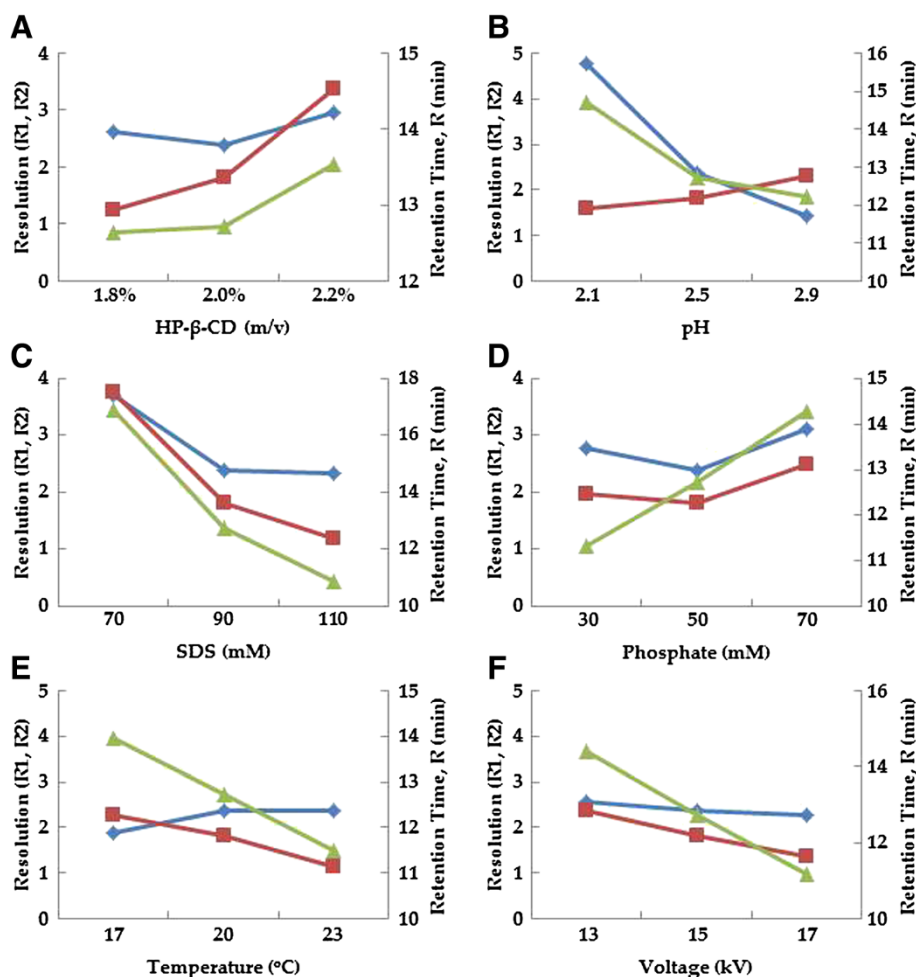 A
Resolution (R1, R2)
4
3
2
1
0
15
14
13
12
Retention Time, R (min)
1.8% 2.0% 2.2%
HP-β-CD (m/v)
B
Resolution (R1, R2)
5
4
3
2
1
0
16
15
14
13
12
11
10
Retention Time, R (min)
2.1 2.5 2.9
pH
C
Resolution (R1, R2)
4
3
2
1
0
18
16
14
12
10
Retention Time, R (min)
70 90 110
SDS (mM)
D
Resolution (R1, R2)
4
3
2
1
0
15
14
13
12
11
10
Retention Time, R (min)
30 50 70
Phosphate (mM)
E
Resolution (R1, R2)
5
4
3
2
1
0
15
14
13
12
11
10
Retention Time, R (min)
17 20 23
Temperature (ºC)
F
Resolution (R1, R2)
5
4
3
2
1
0
16
14
12
10
Retention Time, R (min)
13 15 17
Voltage (kV)